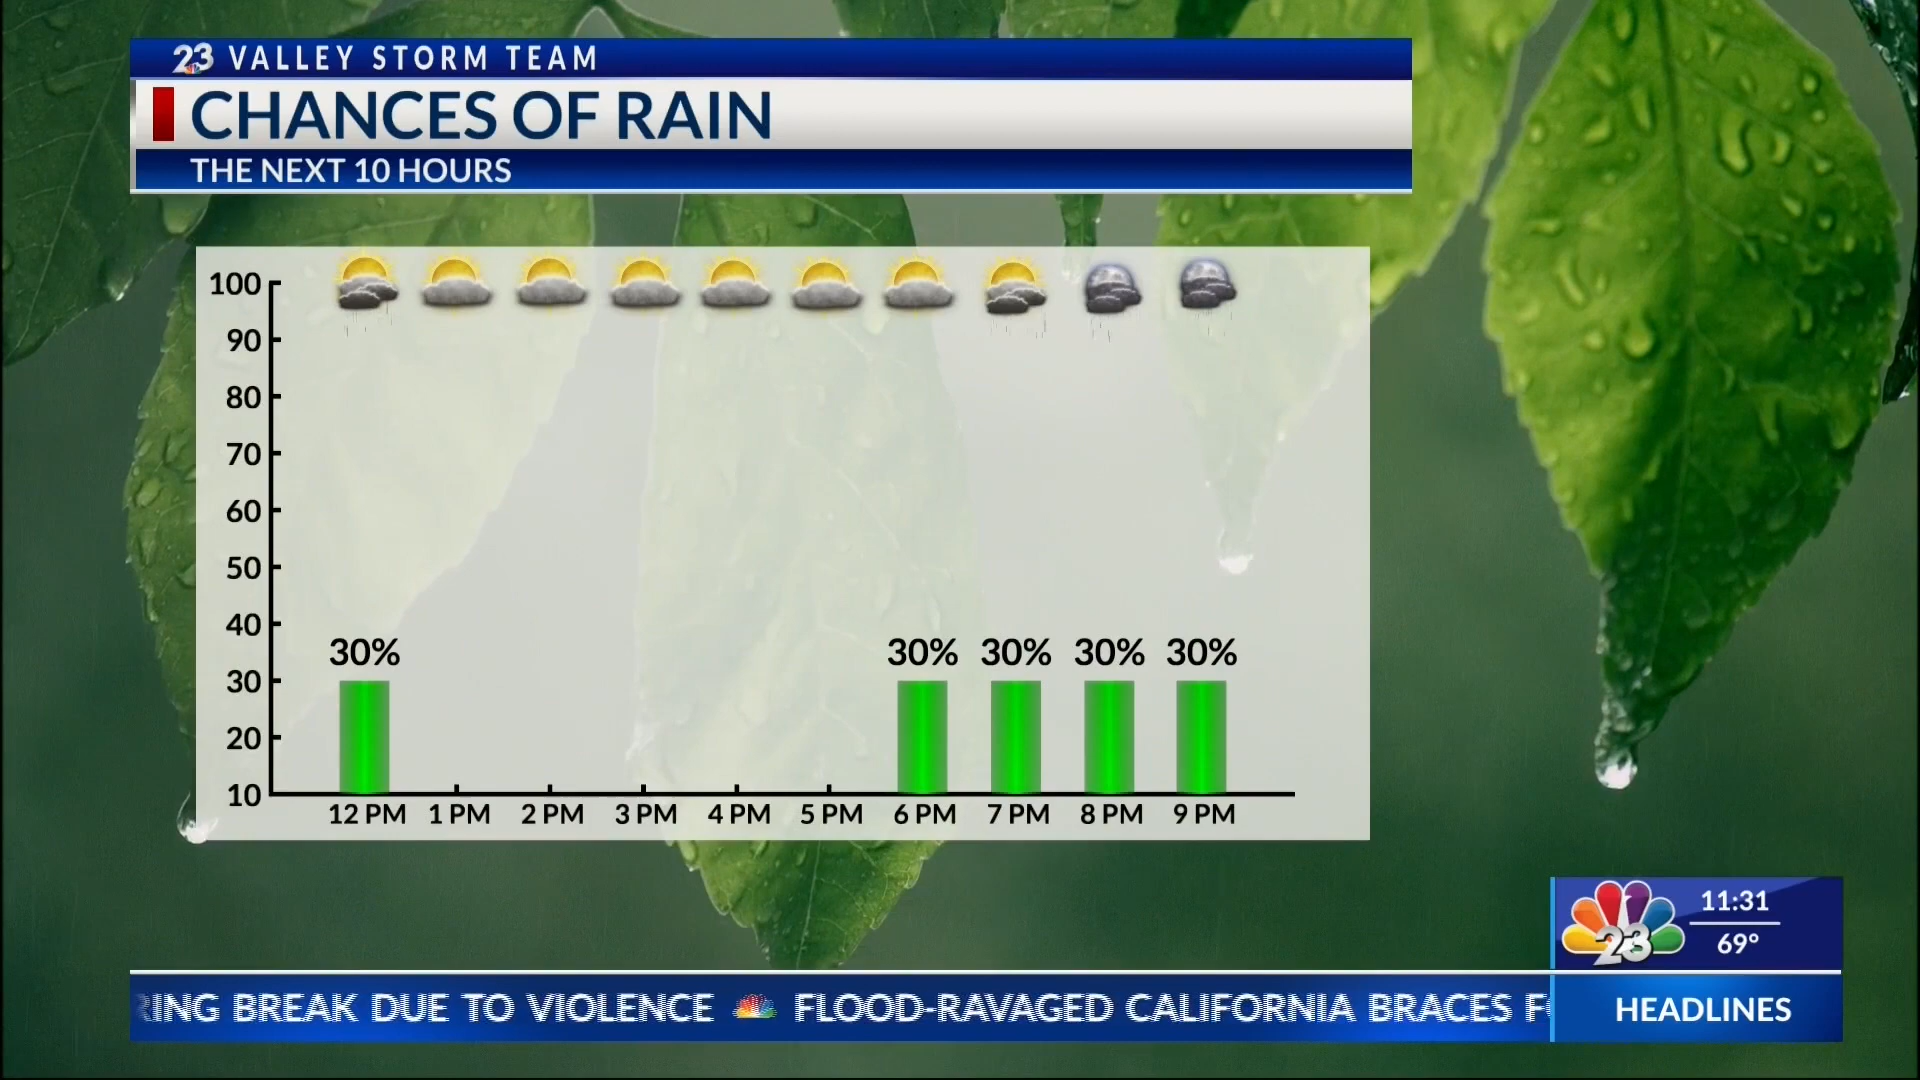 23 VALLEY STORM TEAM
CHANCES OF RAIN
THE NEXT 10 HOURS
100
90
80
70
60
50
40
30
20
10
30% 30% 30% 30% 30%
12 PM 1 PM 2 PM 3 PM 4 PM 5 PM 6 PM 7 PM 8 PM 9 PM
23
11:31
69°
RING BREAK DUE TO VIOLENCE FLOOD-RAVAGED CALIFORNIA BRACES
HEADLINES